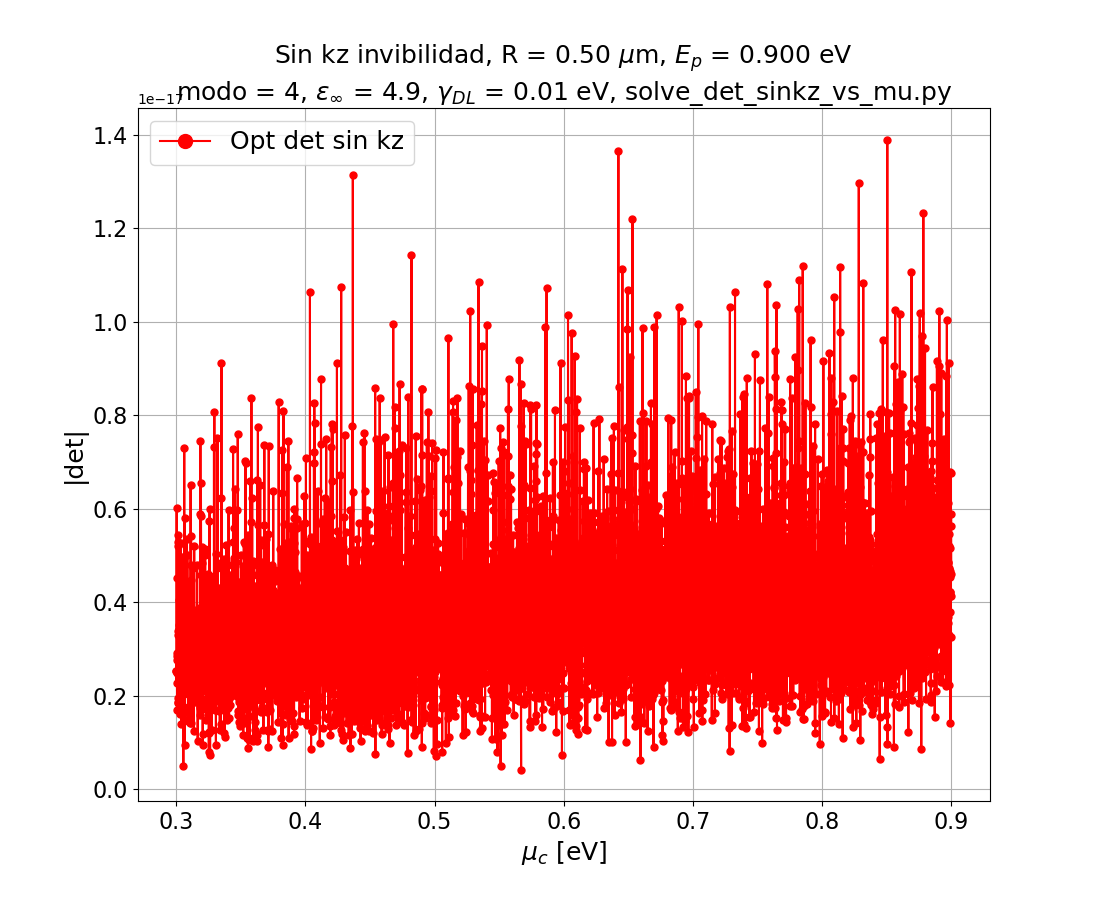 Sin kz invibilidad, R = 0.50 μm, E_p = 0.900 eV
modo = 4, ε_∞ = 4.9, γ_DL = 0.01 eV, solve_det_sinkz_vs_mu.py
1e−17
Opt det sin kz
1.4
1.2
1.0
0.8
0.6
0.4
0.2
0.0
|det|
0.3 0.4 0.5 0.6 0.7 0.8 0.9
μ_c [eV]